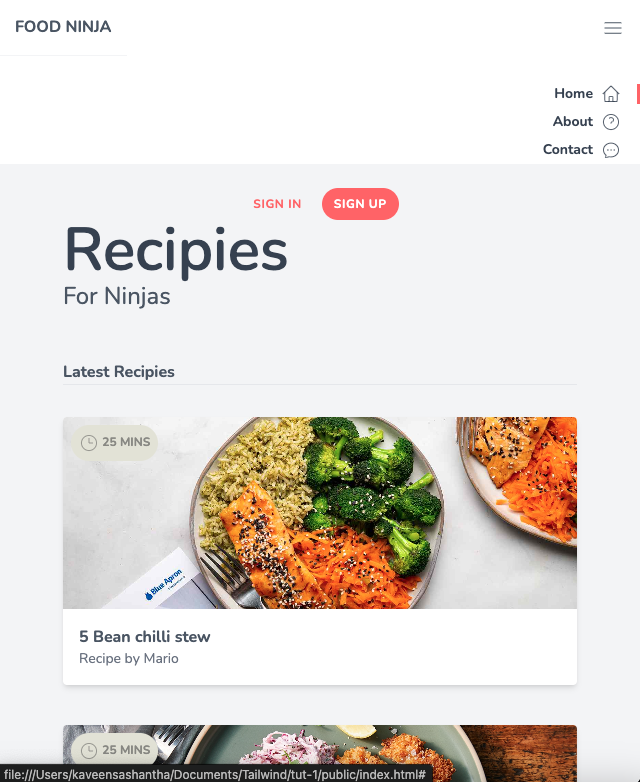 FOOD NINJA
Home
About
Contact
SIGN IN SIGN UP
Recipies
For Ninjas
Latest Recipies
25 MINS
Blue Apron
5 Bean chilli stew
Recipe by Mario
25 MINS
file:///Users/kaveensashantha/Documents/Tailwind/tut-1/public/index.html#